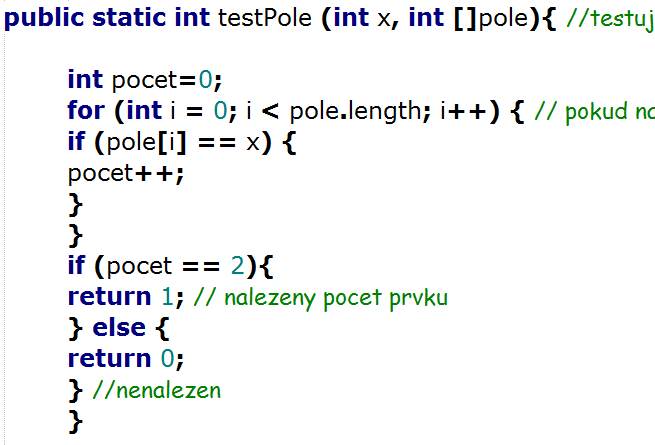 public static int testPole (int x, int []pole){ //testuj
int pocet=0;
for (int i = 0; i < pole.length; i++) { // pokud
if (pole[i] == x) {
pocet++;
}
}
if (pocet == 2){
return 1; // nalezeny pocet prvku
} else {
return 0;
} //nenalezen
}